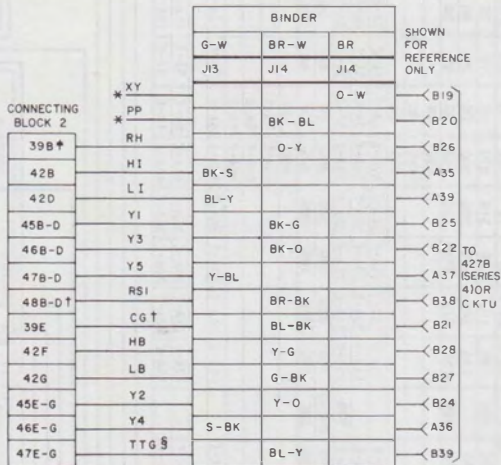 BINDER
G-W BR-W BR
J13 J14 J14
SHOWN
FOR
REFERENCE
ONLY
CONNECTING
BLOCK 2
* XY O-W B19
* PP BK-BL B20
39B✝ RH O-Y B26
42B HI BK-S A35
42D LI BL-Y A39
45B-D Y1 BK-G B25
46B-D Y3 BK-O B22
47B-D Y5 Y-BL A37
48B-D† RS1 BR-BK B38
39E CG† BL-BK B21
42F HB Y-G B28
42G LB G-BK B27
45E-G Y2 Y-O B24
46E-G Y4 S-BK A36
47E-G TTG§ BL-Y B39
TO
427B
(SERIES
4)OR
CKTU